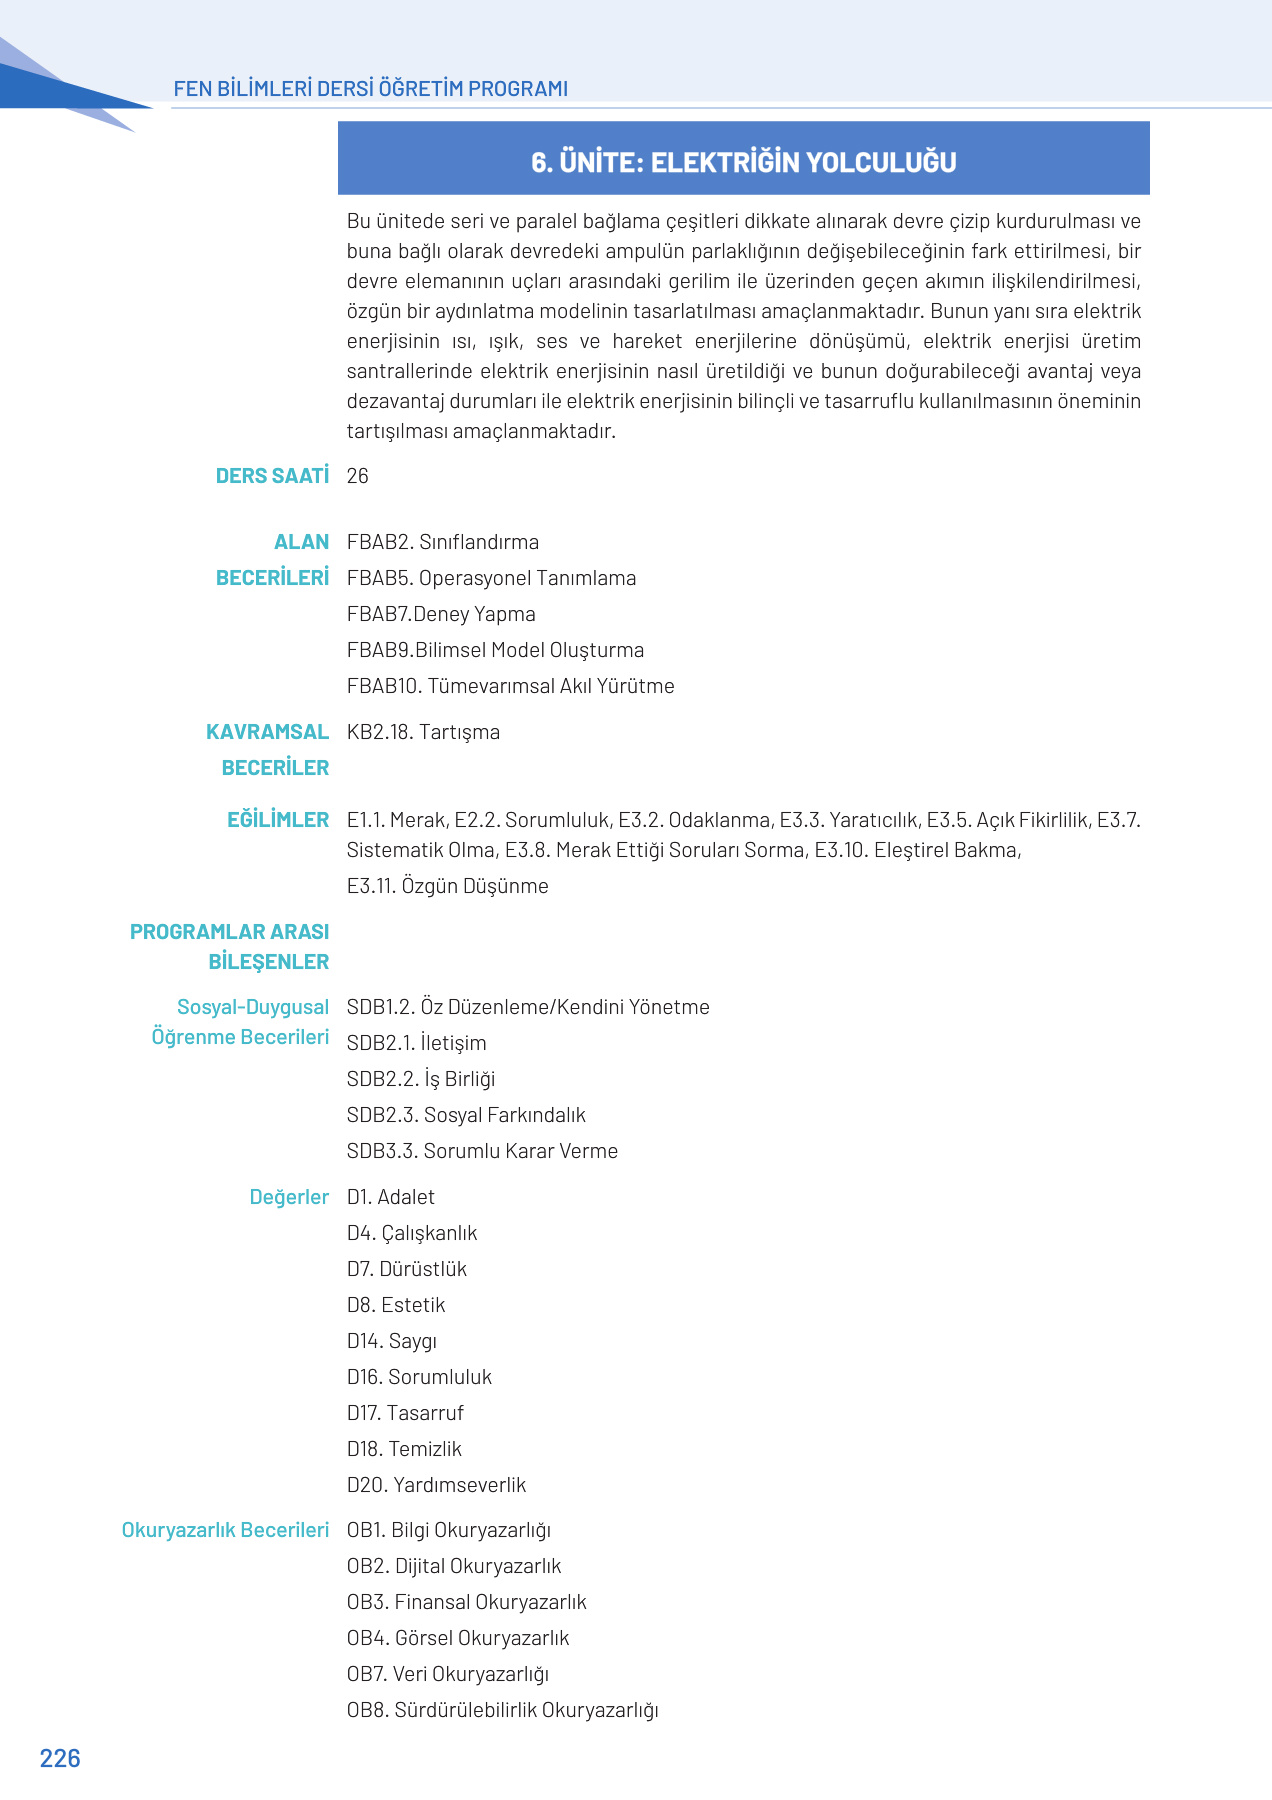 FEN BİLİMLERİ DERSİ ÖĞRETİM PROGRAMI
6. ÜNİTE: ELEKTRİĞİN YOLCULUĞU
Bu ünitede seri ve paralel bağlama çeşitleri dikkate alınarak devre çizip kurdurulması ve
buna bağlı olarak devredeki ampulün parlaklığının değişebileceğinin fark ettirilmesi, bir
devre elemanının uçları arasındaki gerilim ile üzerinden geçen akımın ilişkilendirilmesi,
özgün bir aydınlatma modelinin tasarlatılması amaçlanmaktadır. Bunun yanı sıra elektrik
enerjisinin ısı, ışık, ses ve hareket enerjilerine dönüşümü, elektrik enerjisi üretim
santrallerinde elektrik enerjisinin nasıl üretildiği ve bunun doğurabileceği avantaj veya
dezavantaj durumları ile elektrik enerjisinin bilinçli ve tasarruflu kullanılmasının öneminin
tartışılması amaçlanmaktadır.
DERS SAATİ 26
ALAN FBAB2. Sınıflandırma
BECERİLERİ FBAB5. Operasyonel Tanımlama
FBAB7.Deney Yapma
FBAB9.Bilimsel Model Oluşturma
FBAB10. Tümevarımsal Akıl Yürütme
KAVRAMSAL KB2.18. Tartışma
BECERİLER
EĞİLİMLER E1.1. Merak, E2.2. Sorumluluk, E3.2. Odaklanma, E3.3. Yaratıcılık, E3.5. Açık Fikirlilik, E3.7.
Sistematik Olma, E3.8. Merak Ettiği Soruları Sorma, E3.10. Eleştirel Bakma,
E3.11. Özgün Düşünme
PROGRAMLAR ARASI
BİLEŞENLER
Sosyal-Duygusal SDB1.2. Öz Düzenleme/Kendini Yönetme
Öğrenme Becerileri SDB2.1. İletişim
SDB2.2. İş Birliği
SDB2.3. Sosyal Farkındalık
SDB3.3. Sorumlu Karar Verme
Değerler D1. Adalet
D4. Çalışkanlık
D7. Dürüstlük
D8. Estetik
D14. Saygı
D16. Sorumluluk
D17. Tasarruf
D18. Temizlik
D20. Yardımseverlik
Okuryazarlık Becerileri OB1. Bilgi Okuryazarlığı
OB2. Dijital Okuryazarlık
OB3. Finansal Okuryazarlık
OB4. Görsel Okuryazarlık
OB7. Veri Okuryazarlığı
OB8. Sürdürülebilirlik Okuryazarlığı
226